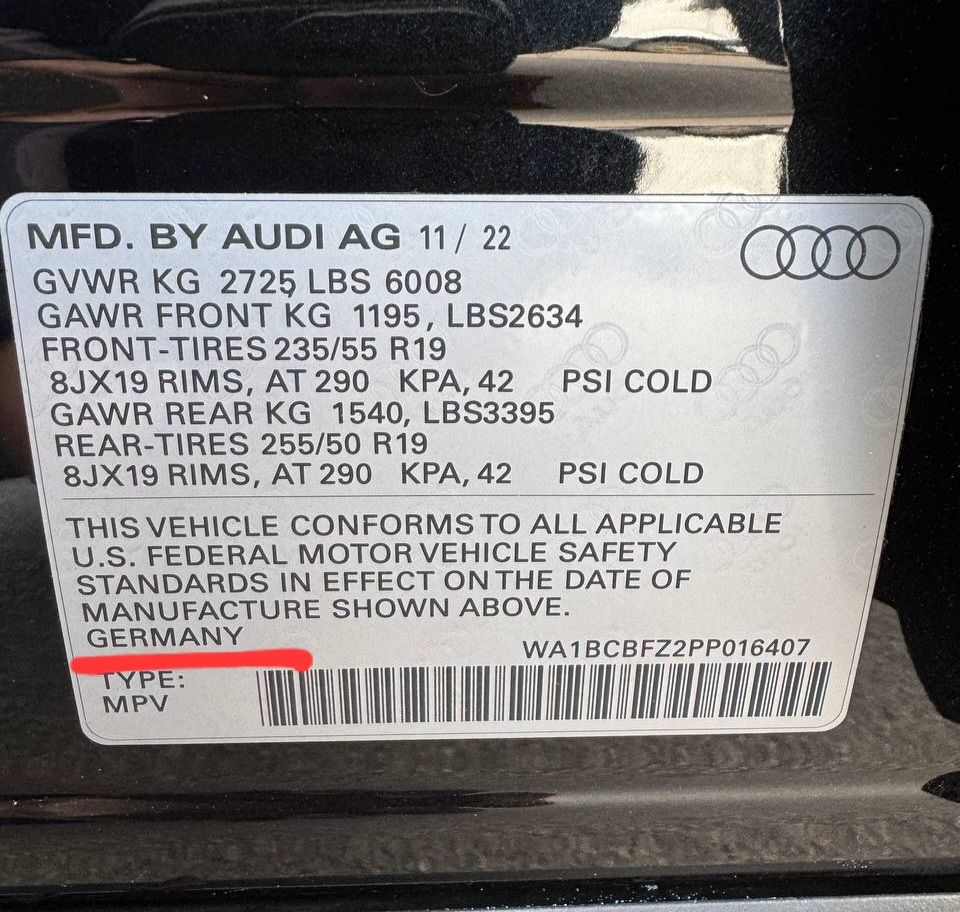 MFD. BY AUDI AG 11 / 22
GVWR KG 2725 LBS 6008
GAWR FRONT KG 1195, LBS2634
FRONT-TIRES 235/55 R19
8JX19 RIMS, AT 290 KPA, 42 PSI COLD
GAWR REAR KG 1540, LBS3395
REAR-TIRES 255/50 R19
8JX19 RIMS, AT 290 KPA, 42 PSI COLD
THIS VEHICLE CONFORMS TO ALL APPLICABLE
U.S. FEDERAL MOTOR VEHICLE SAFETY
STANDARDS IN EFFECT ON THE DATE OF
MANUFACTURE SHOWN ABOVE.
GERMANY
WA1BCBFZ2PP016407
TYPE:
MPV